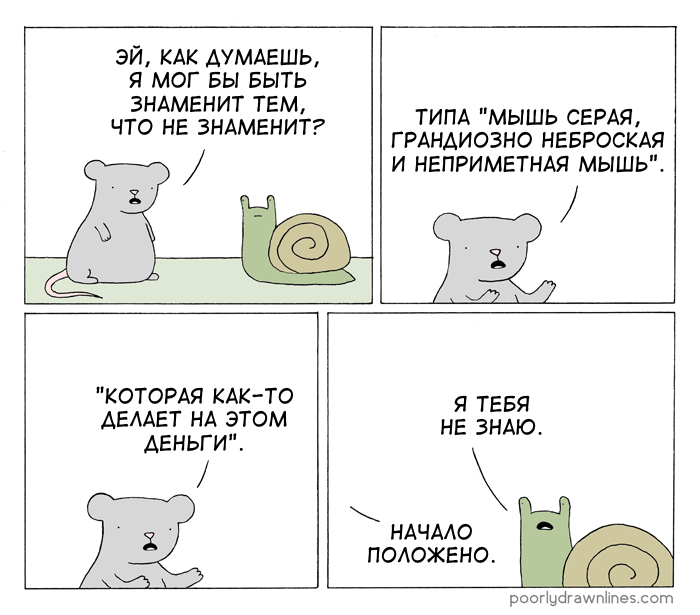 ЭЙ, КАК ДУМАЕШЬ,
Я МОГ БЫ БЫТЬ
ЗНАМЕНИТ ТЕМ,
ЧТО НЕ ЗНАМЕНИТ?
ТИПА "МЫШЬ СЕРАЯ,
ГРАНДИОЗНО НЕБРОСКАЯ
И НЕПРИМЕТНАЯ МЫШЬ".
"КОТОРАЯ КАК-ТО
ДЕЛАЕТ НА ЭТОМ
ДЕНЬГИ".
Я ТЕБЯ
НЕ ЗНАЮ.
НАЧАЛО
ПОЛОЖЕНО.
poorlydrawnlines.com